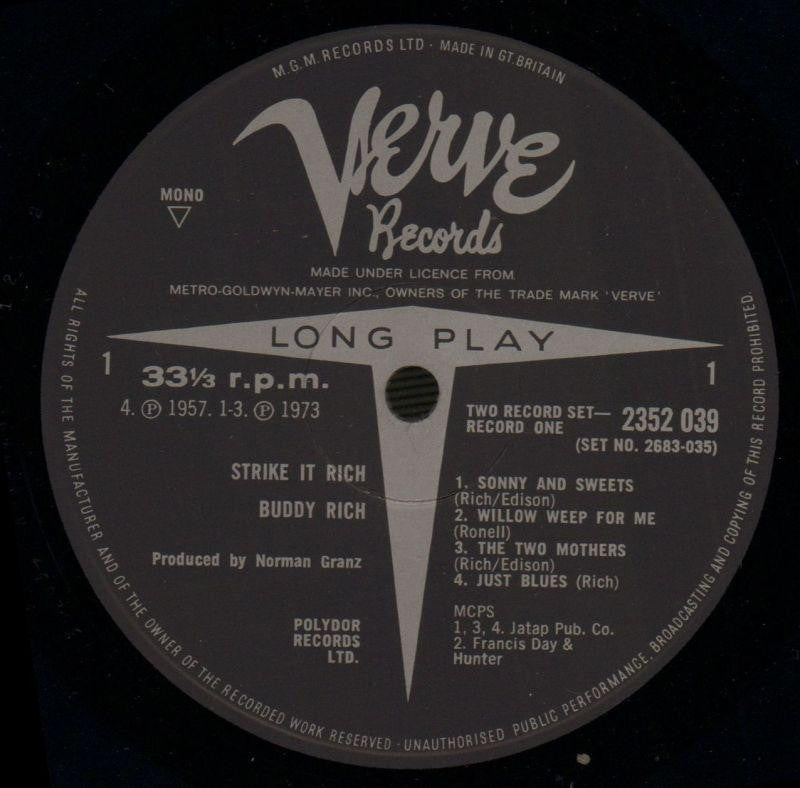 M.G.M. RECORDS LTD · MADE IN GT. BRITAIN
Verve
Records
MONO
MADE UNDER LICENCE FROM
METRO-GOLDWYN-MAYER INC., OWNERS OF THE TRADE MARK 'VERVE'
LONG PLAY
1
33⅓ r.p.m.
4. Ⓟ 1957. 1-3. Ⓟ 1973
1
TWO RECORD SET—
RECORD ONE
2352 039
(SET NO. 2683-035)
STRIKE IT RICH
BUDDY RICH
Produced by Norman Granz
POLYDOR
RECORDS
LTD.
1. SONNY AND SWEETS
(Rich/Edison)
2. WILLOW WEEP FOR ME
(Ronell)
3. THE TWO MOTHERS
(Rich/Edison)
4. JUST BLUES (Rich)
MCPS
1, 3, 4. Jatap Pub. Co.
2. Francis Day &
Hunter
ALL RIGHTS OF THE MANUFACTURER AND OF THE OWNER OF THE RECORDED WORK RESERVED · UNAUTHORISED PUBLIC PERFORMANCE, BROADCASTING AND COPYING OF THIS RECORD PROHIBITED.